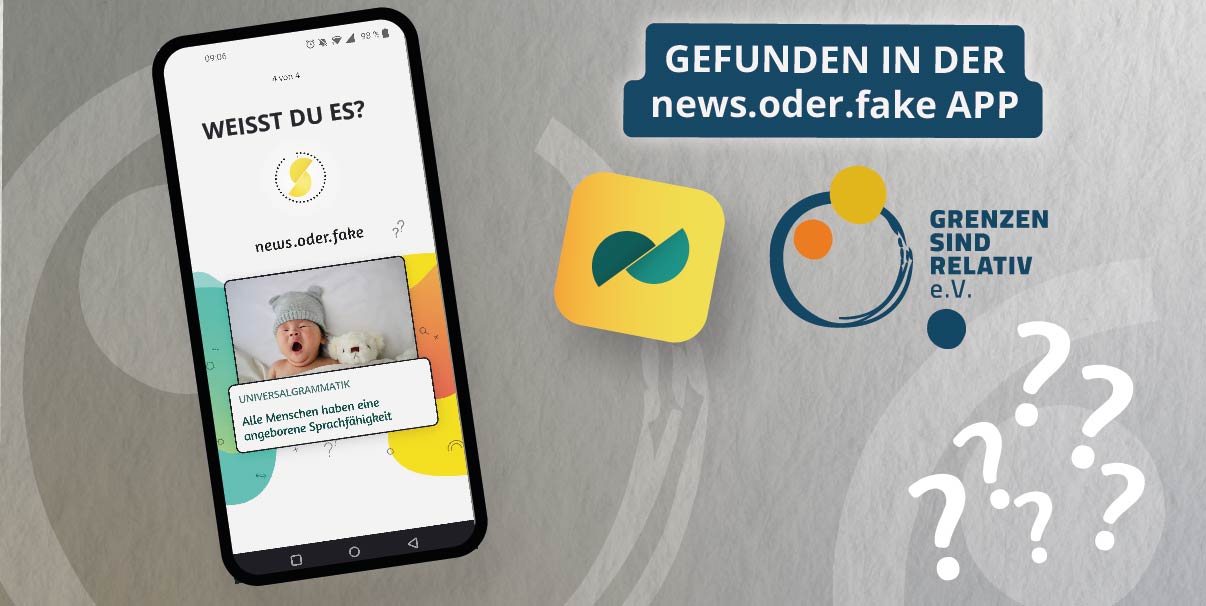 09:06
98 %
4 von 4
WEISST DU ES?
news.oder.fake
??
UNIVERSALGRAMMATIK
Alle Menschen haben eine
angeborene Sprachfähigkeit
GEFUNDEN IN DER
news.oder.fake APP
GRENZEN
SIND
RELATIV
e.V.
? ? ? ? ? ?